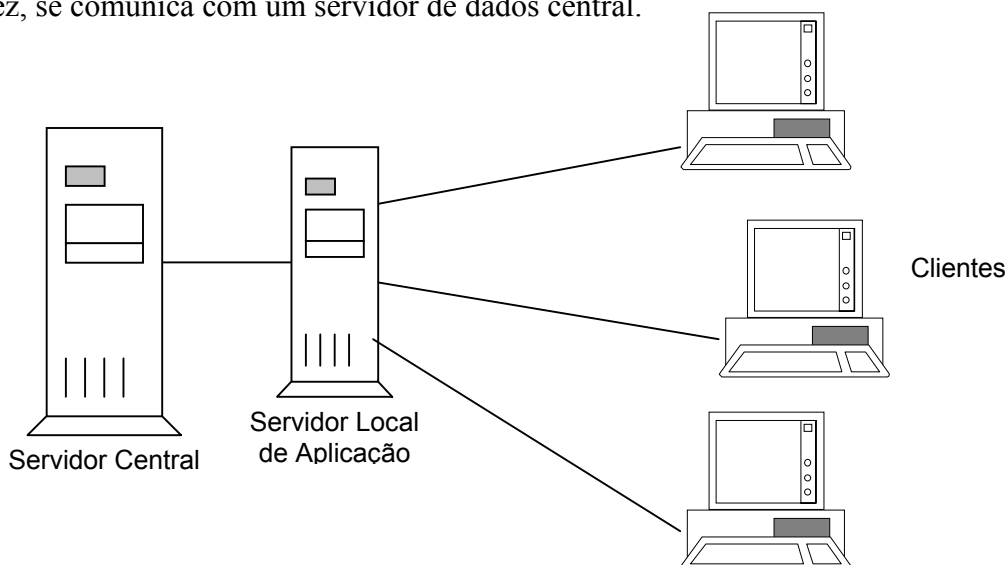 ez, se comunica com um servidor de dados central.
Clientes
Servidor Local
de Aplicação
Servidor Central